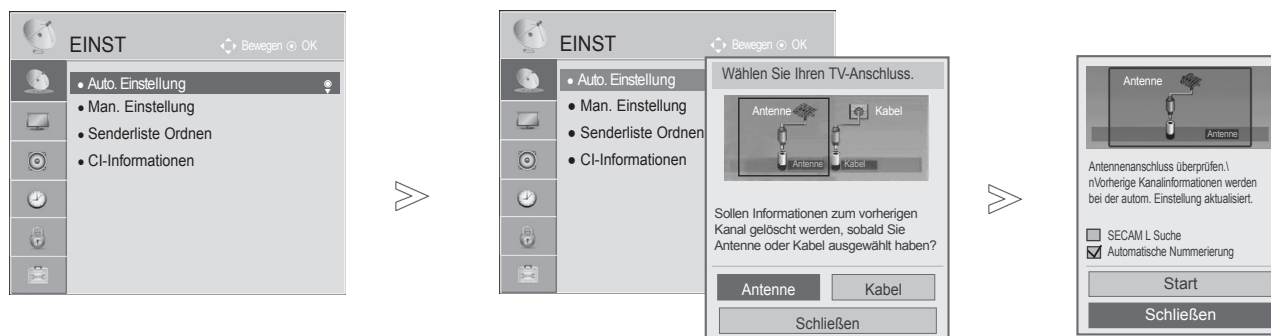 EINST
Bewegen OK
Auto. Einstellung
Man. Einstellung
Senderliste Ordnen
CI-Informationen
>
EINST
Bewegen OK
Auto. Einstellung
Man. Einstellung
Senderliste Ordnen
CI-Informationen
Wählen Sie Ihren TV-Anschluss.
Antenne Kabel
Antenne Kabel
Sollen Informationen zum vorherigen
Kanal gelöscht werden, sobald Sie
Antenne oder Kabel ausgewählt haben?
Antenne Kabel
Schließen
>
Antenne
Antenne
Antennenanschluss überprüfen.\
nVorherige Kanalinformationen werden
bei der autom. Einstellung aktualisiert.
SECAM L Suche
Automatische Nummerierung
Start
Schließen